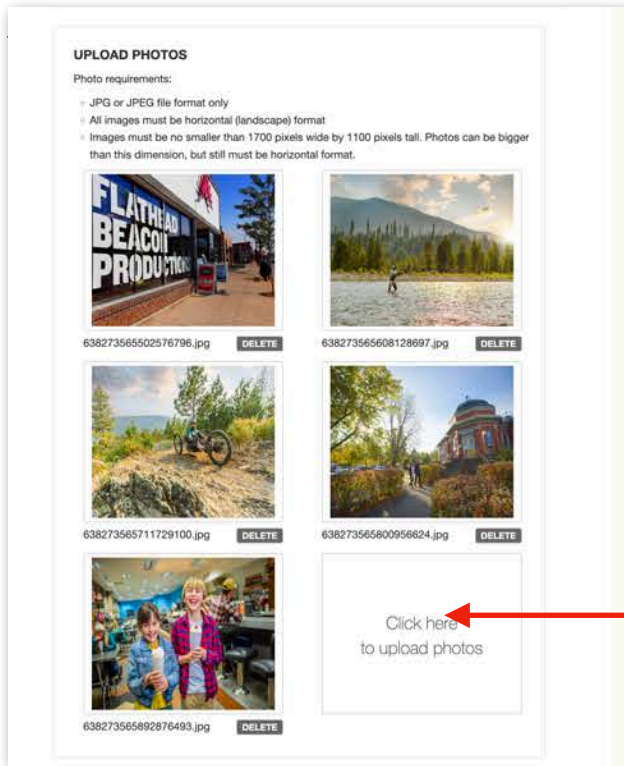 UPLOAD PHOTOS
Photo requirements:
JPG or JPEG file format only
All images must be horizontal (landscape) format
Images must be no smaller than 1700 pixels wide by 1100 pixels tall. Photos can be bigger
than this dimension, but still must be horizontal format.
FLATHEAD
BEACON
PRODUCTIONS
638273565502576796.jpg DELETE
638273565608128697.jpg DELETE
638273565711729100.jpg DELETE
638273565800956624.jpg DELETE
Click here
to upload photos
638273565892876493.jpg DELETE